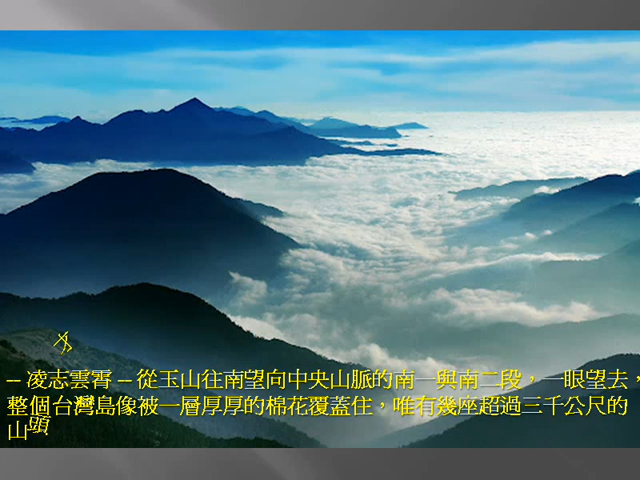 -- 凌志雲霄 -- 從玉山往南望向中央山脈的南一與南二段，一眼望去，
整個台灣島像被一層厚厚的棉花覆蓋住，唯有幾座超過三千公尺的
山頭